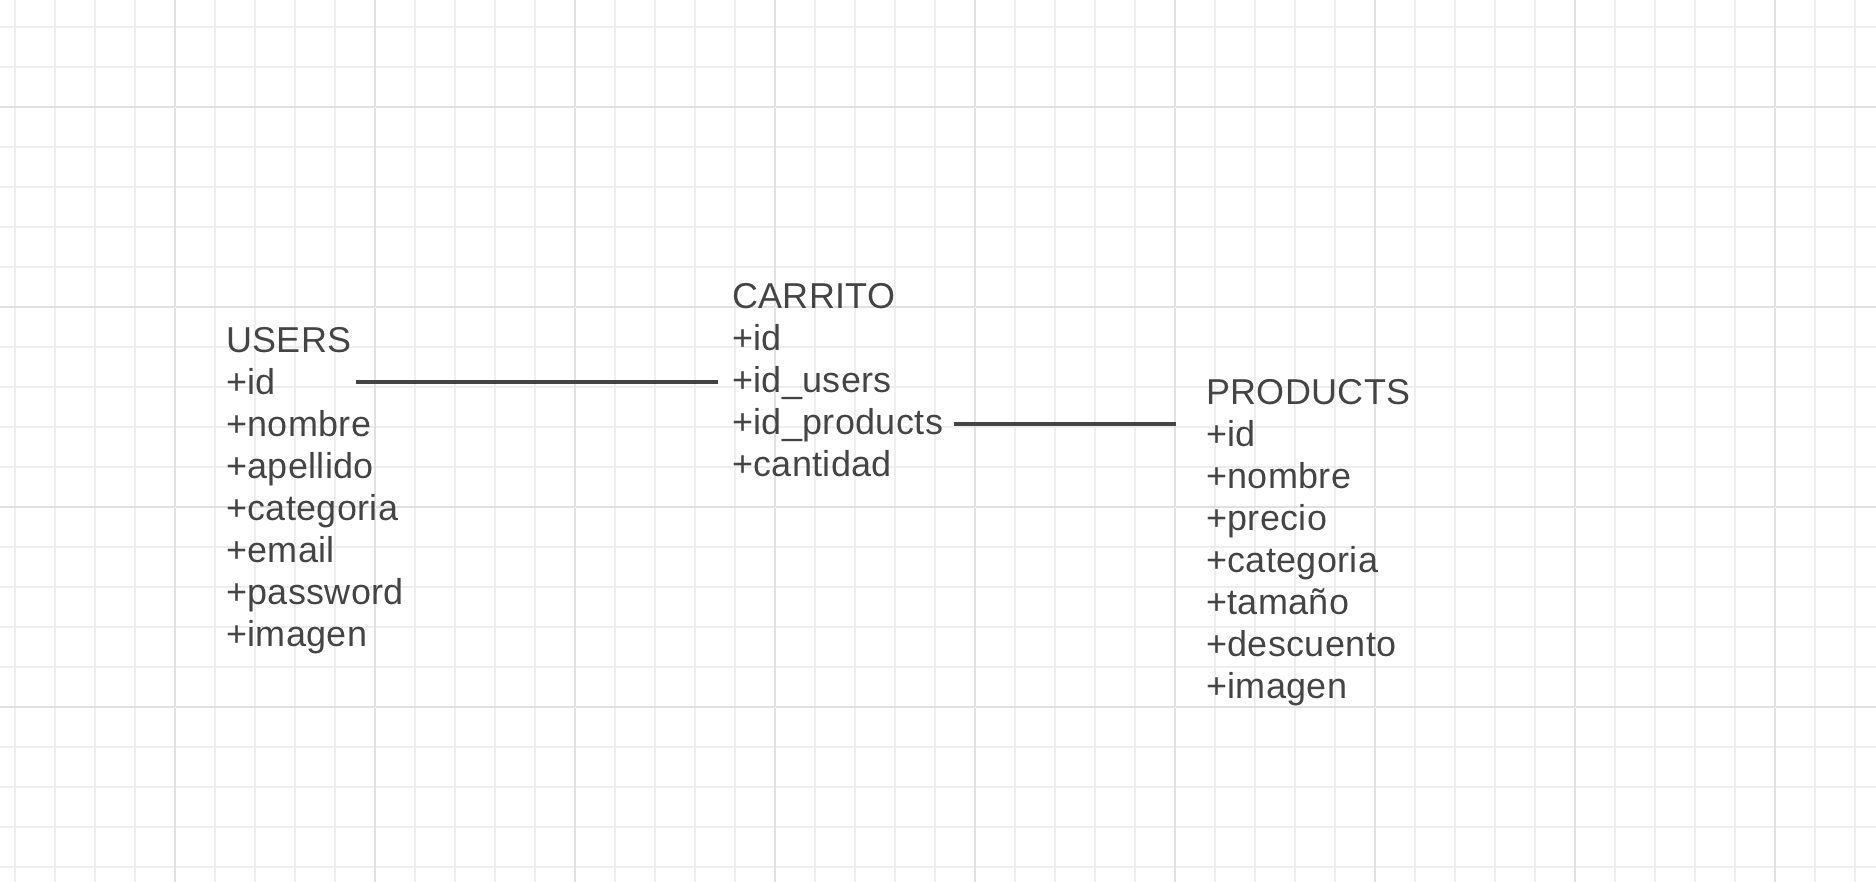 USERS
+id
+nombre
+apellido
+categoria
+email
+password
+imagen
CARRITO
+id
+id_users
+id_products
+cantidad
PRODUCTS
+id
+nombre
+precio
+categoria
+tamaño
+descuento
+imagen